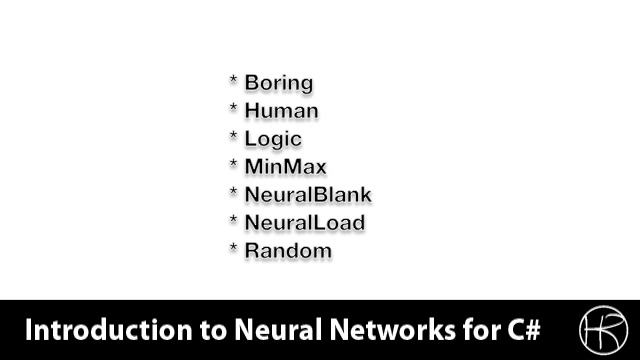 * Boring
* Human
* Logic
* MinMax
* NeuralBlank
* NeuralLoad
* Random
Introduction to Neural Networks for C#